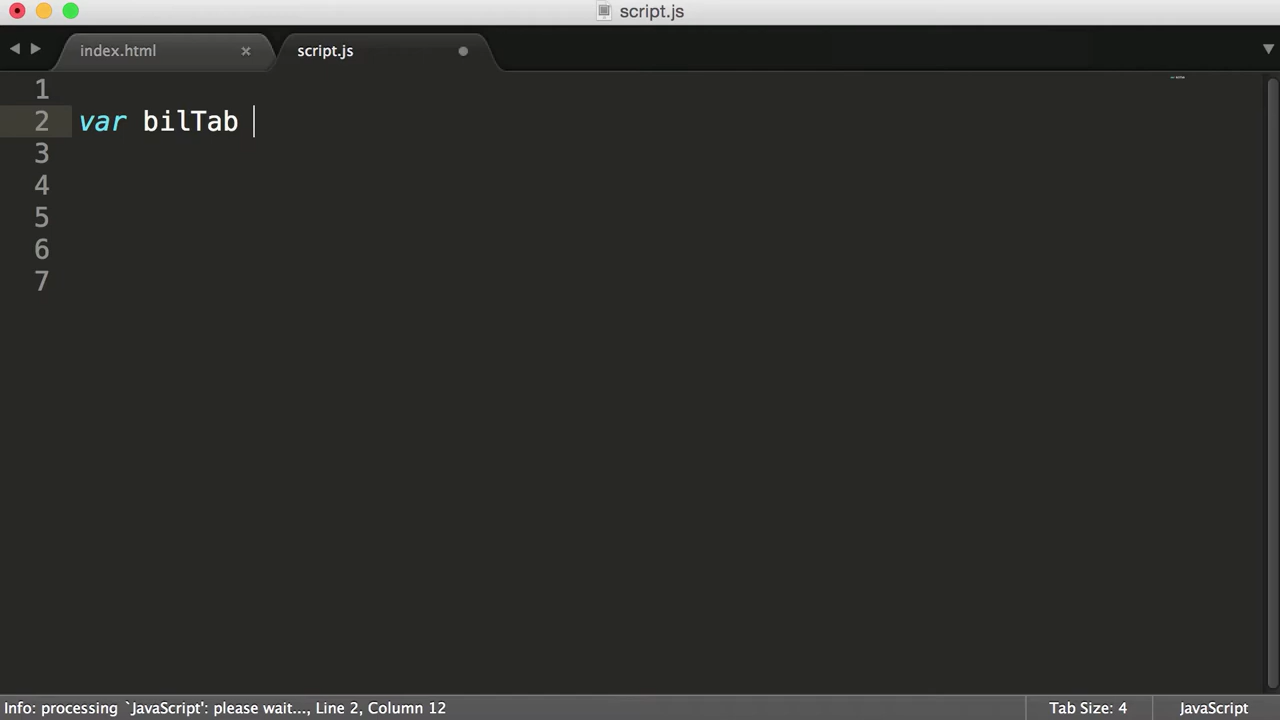 script.js
index.html ×
script.js
1
2 var bilTab
3
4
5
6
7
Info: processing `JavaScript': please wait..., Line 2, Column 12
Tab Size: 4
JavaScript